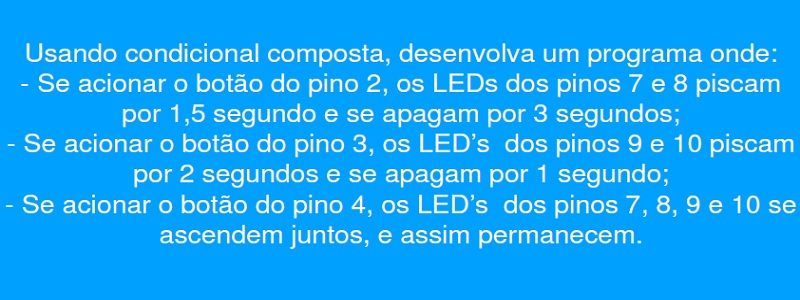 Usando condicional composta, desenvolva um programa onde:
- Se acionar o botão do pino 2, os LEDs dos pinos 7 e 8 piscam
por 1,5 segundo e se apagam por 3 segundos;
- Se acionar o botão do pino 3, os LED’s  dos pinos 9 e 10 piscam
por 2 segundos e se apagam por 1 segundo;
- Se acionar o botão do pino 4, os LED’s  dos pinos 7, 8, 9 e 10 se
ascendem juntos, e assim permanecem.